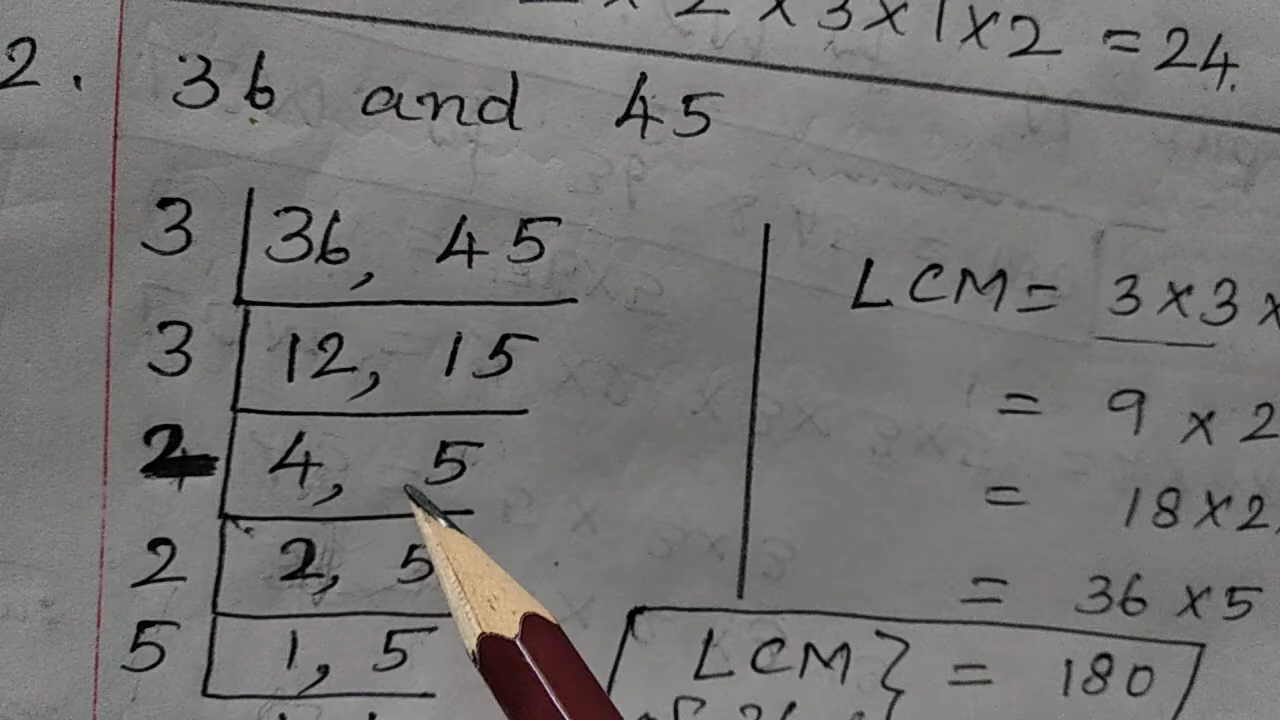 × 2 × 3 × 1 × 2 = 24.
2. 36 and 45
3 | 36, 45
3 | 12, 15
2 | 4, 5
2 | 2, 5
5 | 1, 5
LCM = 3 × 3 ×
= 9 × 2
= 18 × 2
= 36 × 5
LCM } = 180